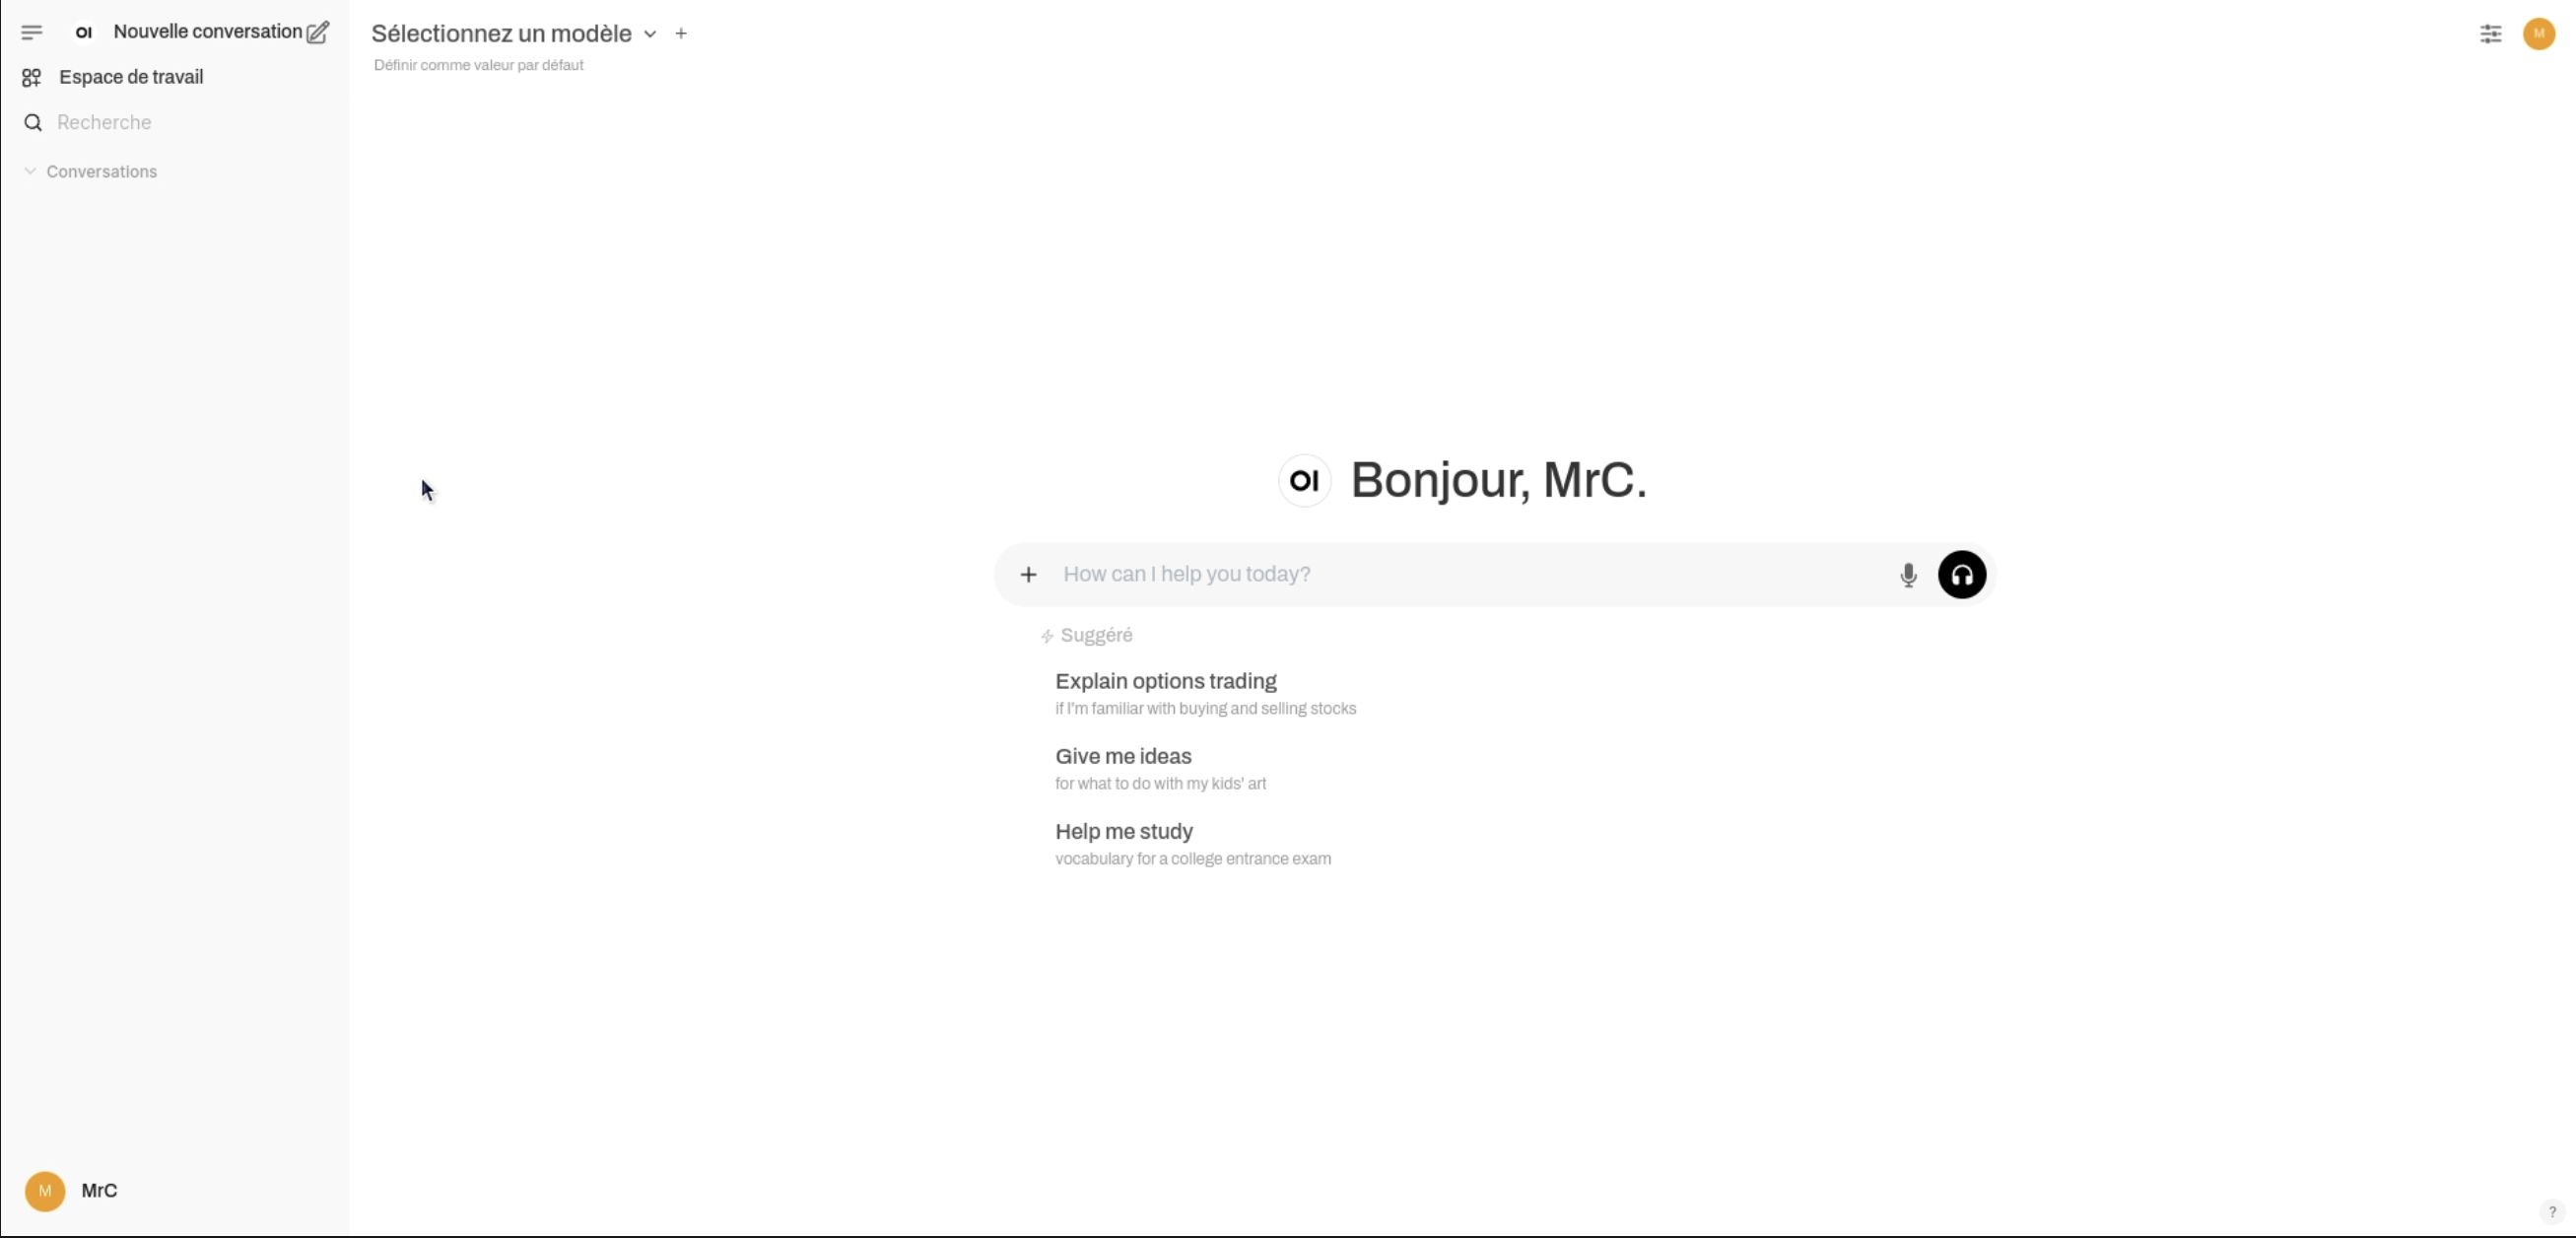 OI Nouvelle conversation
Espace de travail
Recherche
Conversations
Sélectionnez un modèle
Définir comme valeur par défaut
M
OI Bonjour, MrC.
How can I help you today?
Suggéré
Explain options trading
if I'm familiar with buying and selling stocks
Give me ideas
for what to do with my kids' art
Help me study
vocabulary for a college entrance exam
M MrC
?